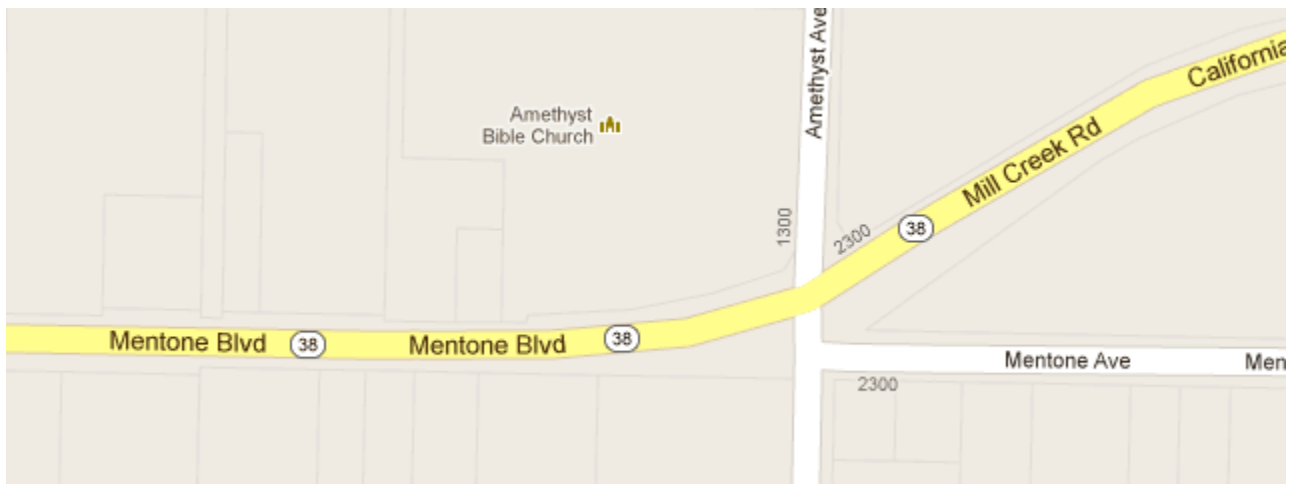 Amethyst Ave
California
Amethyst
Bible Church
Mill Creek Rd
1300
2300
38
Mentone Blvd
38
Mentone Blvd
38
Mentone Ave
Men
2300